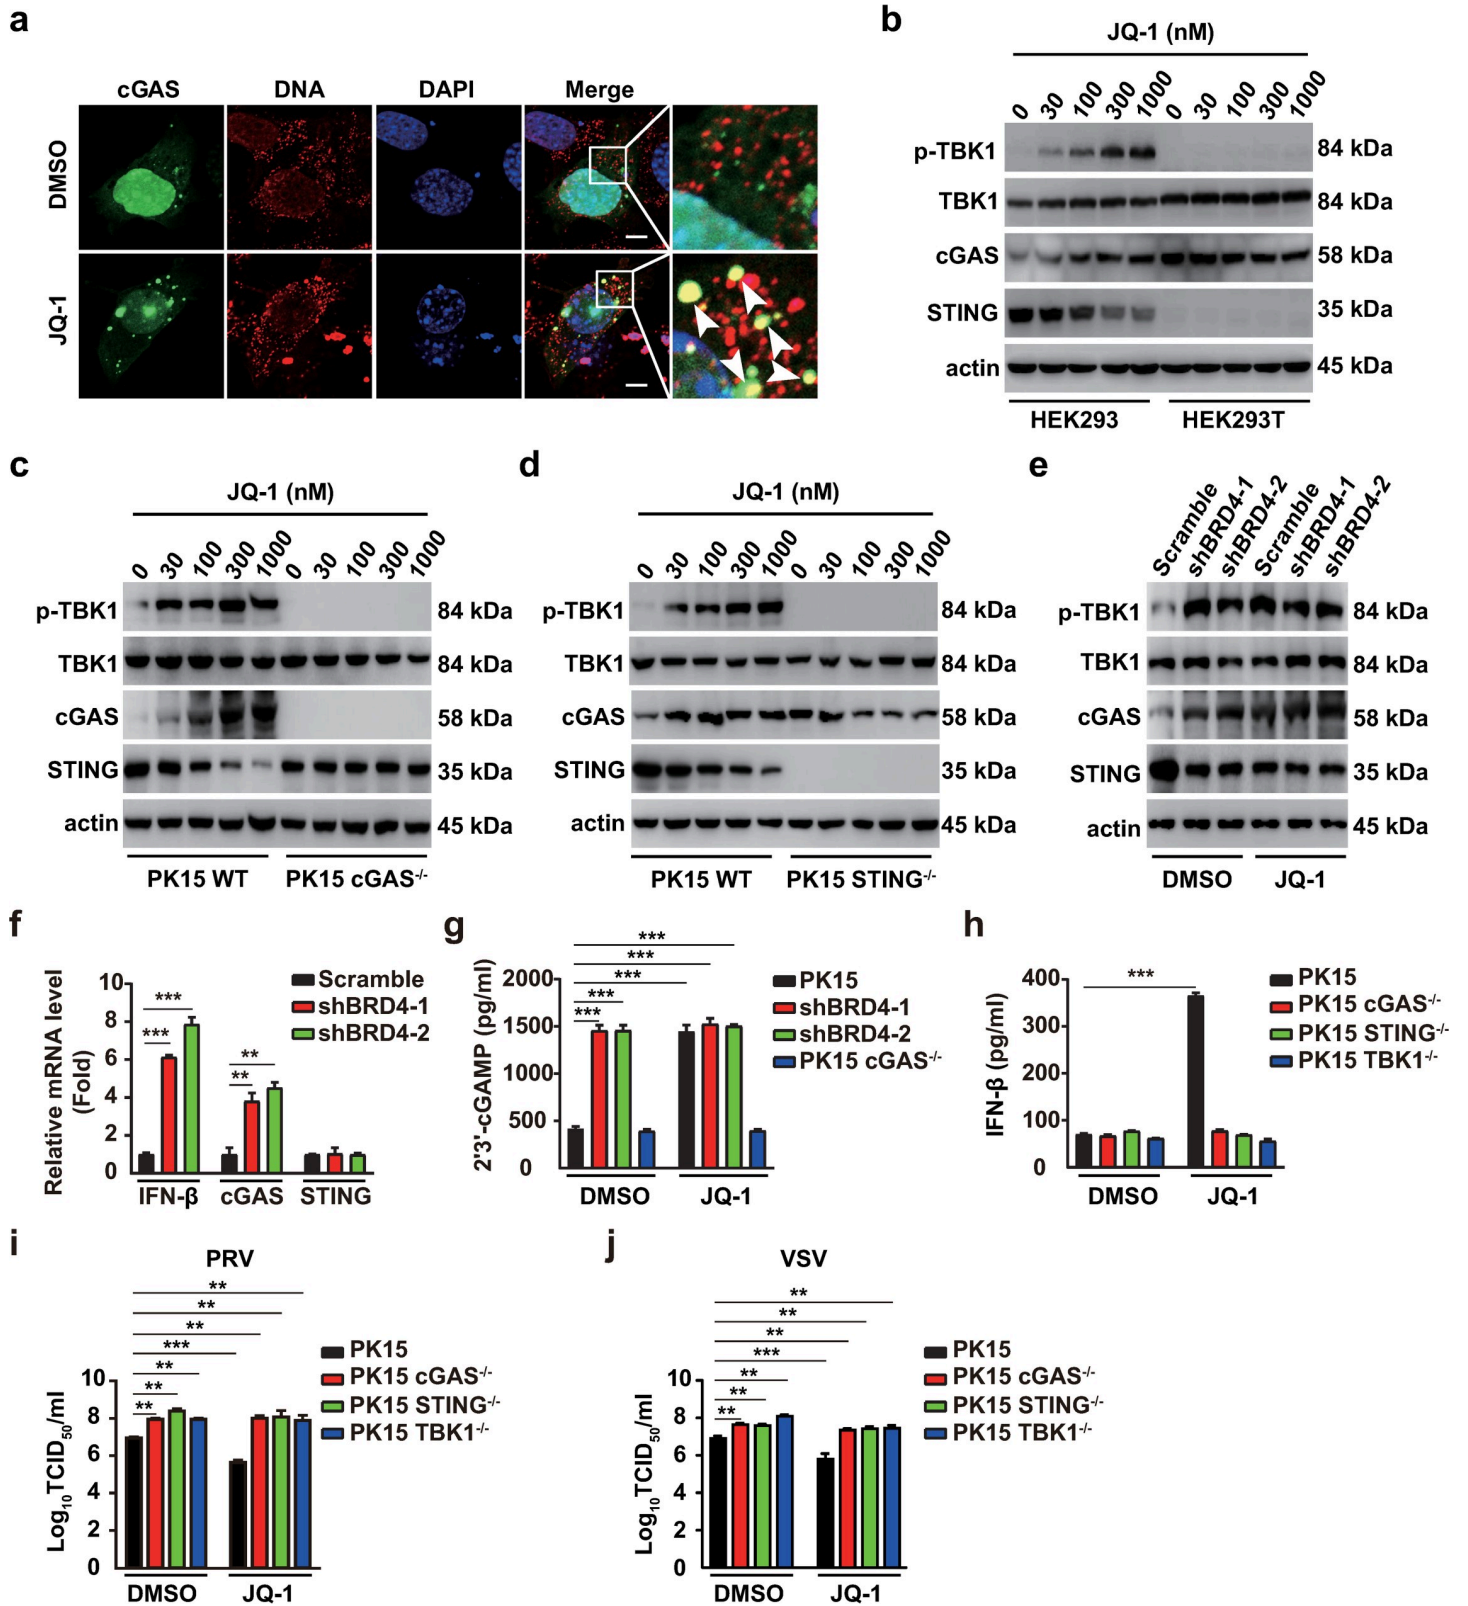 a
cGAS DNA DAPI Merge
DMSO
JQ-1
b
JQ-1 (nM)
0 30 100 300 1000 0 30 100 300 1000
p-TBK1 84 kDa
TBK1 84 kDa
cGAS 58 kDa
STING 35 kDa
actin 45 kDa
HEK293 HEK293T
c
JQ-1 (nM)
0 30 100 300 1000 0 30 100 300 1000
p-TBK1 84 kDa
TBK1 84 kDa
cGAS 58 kDa
STING 35 kDa
actin 45 kDa
PK15 WT PK15 cGAS-/-
d
JQ-1 (nM)
0 30 100 300 1000 0 30 100 300 1000
p-TBK1 84 kDa
TBK1 84 kDa
cGAS 58 kDa
STING 35 kDa
actin 45 kDa
PK15 WT PK15 STING-/-
e
Scramble shBRD4-1 shBRD4-2 Scramble shBRD4-1 shBRD4-2
p-TBK1 84 kDa
TBK1 84 kDa
cGAS 58 kDa
STING 35 kDa
actin 45 kDa
DMSO JQ-1
f
Relative mRNA level
(Fold)
10
8
6
4
2
0
*** ***
** **
IFN-β cGAS STING
Scramble
shBRD4-1
shBRD4-2
g
2'3'-cGAMP (pg/ml)
2000
1500
1000
500
0
***
***
***
***
***
DMSO JQ-1
PK15
shBRD4-1
shBRD4-2
PK15 cGAS-/-
h
IFN-β (pg/ml)
400
300
200
100
0
***
DMSO JQ-1
PK15
PK15 cGAS-/-
PK15 STING-/-
PK15 TBK1-/-
i
PRV
Log10TCID50/ml
10
8
6
4
2
0
**
**
**
***
**
**
**
DMSO JQ-1
PK15
PK15 cGAS-/-
PK15 STING-/-
PK15 TBK1-/-
j
VSV
Log10TCID50/ml
10
8
6
4
2
0
**
**
**
***
**
**
**
DMSO JQ-1
PK15
PK15 cGAS-/-
PK15 STING-/-
PK15 TBK1-/-